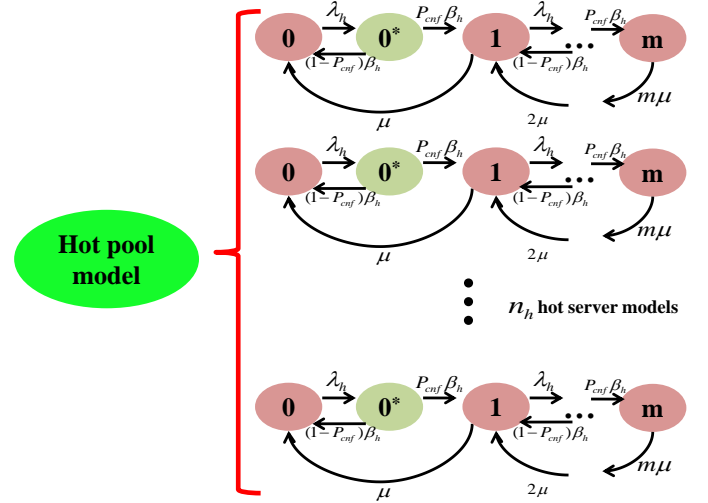 λh Pcnf βh λh Pcnf βh
0 0* 1 ••• m
(1−Pcnf)βh (1−Pcnf)βh
μ 2μ mμ
λh Pcnf βh λh Pcnf βh
0 0* 1 ••• m
(1−Pcnf)βh (1−Pcnf)βh
μ 2μ mμ
Hot pool
model
nh hot server models
λh Pcnf βh λh Pcnf βh
0 0* 1 ••• m
(1−Pcnf)βh (1−Pcnf)βh
μ 2μ mμ